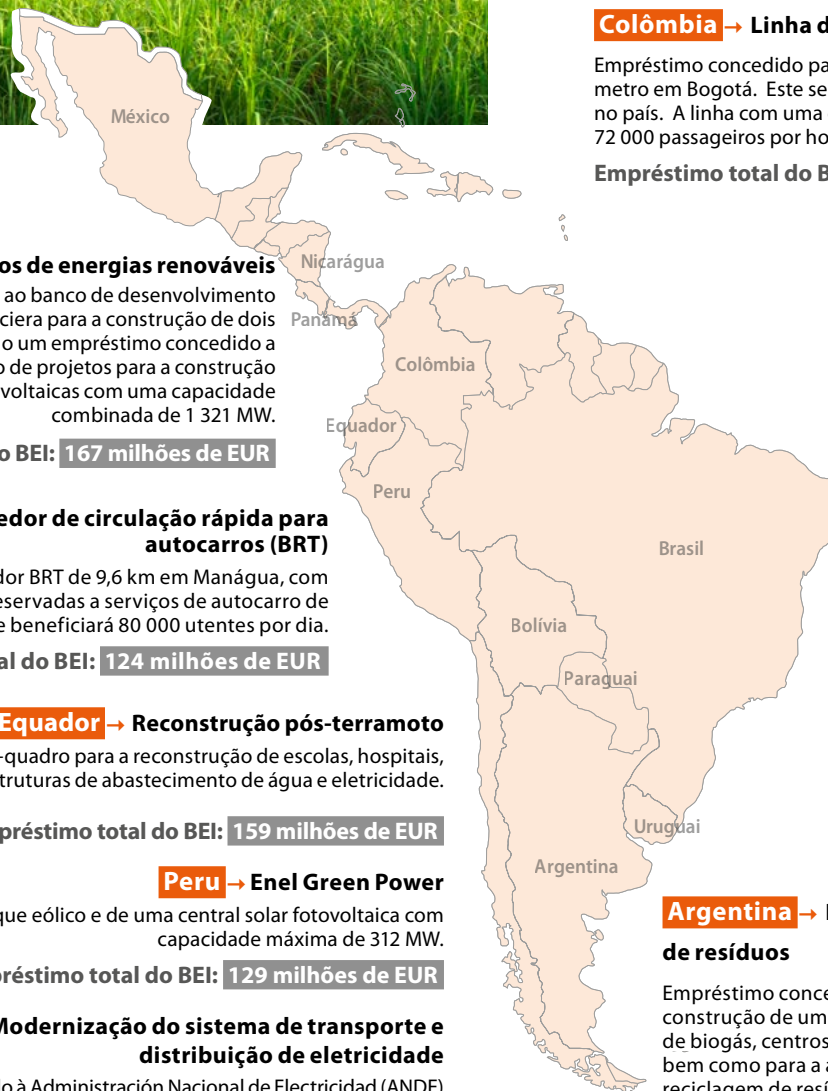 México
Nicarágua
Panamá
Colômbia
Equador
Peru
Brasil
Bolívia
Paraguai
Uruguai
Argentina
Colômbia → Linha d
Empréstimo concedido pa
metro em Bogotá. Este se
no país. A linha com uma
72 000 passageiros por ho
Empréstimo total do B
os de energias renováveis
ao banco de desenvolvimento
ciera para a construção de dois
o um empréstimo concedido a
o de projetos para a construção
voltaicas com uma capacidade
combinada de 1 321 MW.
o BEI: 167 milhões de EUR
edor de circulação rápida para
autocarros (BRT)
dor BRT de 9,6 km em Manágua, com
eservadas a serviços de autocarro de
e beneficiará 80 000 utentes por dia.
al do BEI: 124 milhões de EUR
Equador → Reconstrução pós-terramoto
-quadro para a reconstrução de escolas, hospitais,
truturas de abastecimento de água e eletricidade.
préstimo total do BEI: 159 milhões de EUR
Peru → Enel Green Power
que eólico e de uma central solar fotovoltaica com
capacidade máxima de 312 MW.
préstimo total do BEI: 129 milhões de EUR
Modernização do sistema de transporte e
distribuição de eletricidade
o à Administración Nacional de Electricidad (ANDE)
Argentina →
de resíduos
Empréstimo conce
construção de um
de biogás, centros
bem como para a a
reciclagem de resí